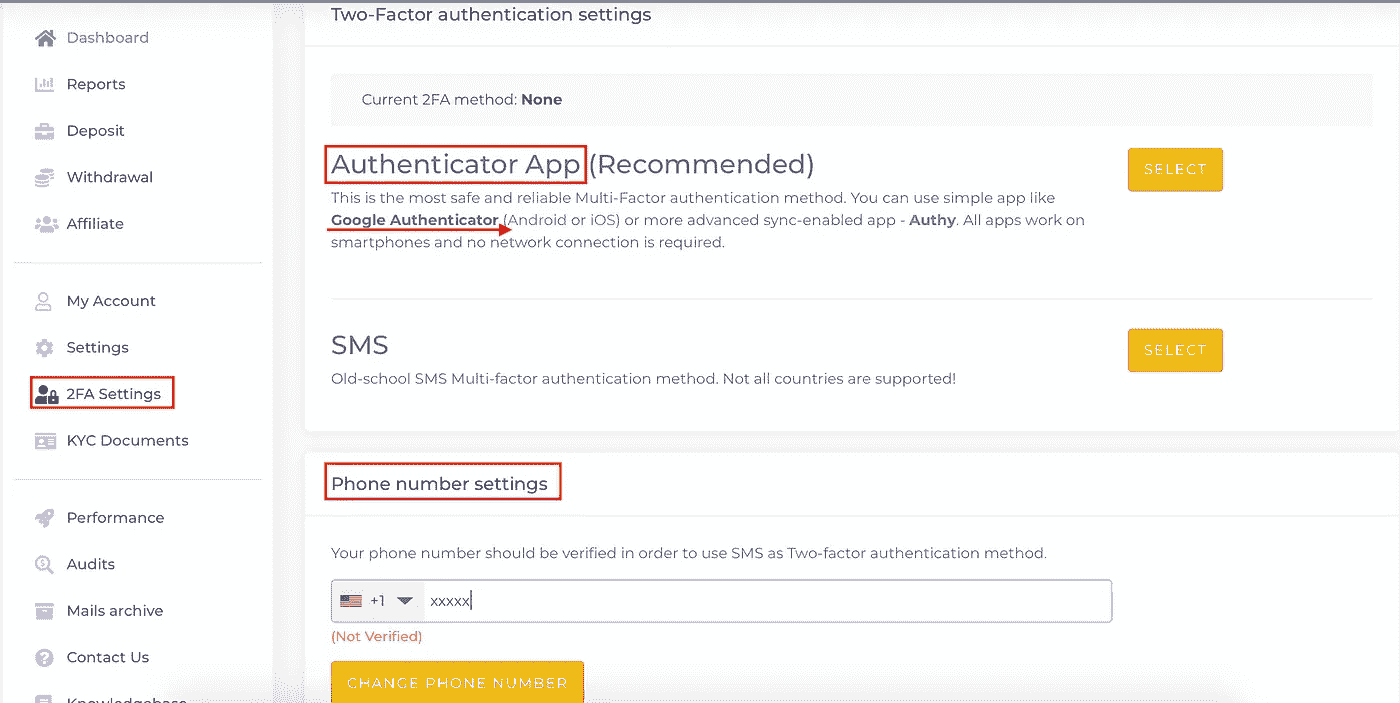 Dashboard
Reports
Deposit
Withdrawal
Affiliate
My Account
Settings
2FA Settings
KYC Documents
Performance
Audits
Mails archive
Contact Us
Knowledgebase
Two-Factor authentication settings
Current 2FA method: None
Authenticator App (Recommended)
SELECT
This is the most safe and reliable Multi-Factor authentication method. You can use simple app like
Google Authenticator (Android or iOS) or more advanced sync-enabled app - Authy. All apps work on
smartphones and no network connection is required.
SMS
SELECT
Old-school SMS Multi-factor authentication method. Not all countries are supported!
Phone number settings
Your phone number should be verified in order to use SMS as Two-factor authentication method.
+1 xxxxx
(Not Verified)
CHANGE PHONE NUMBER